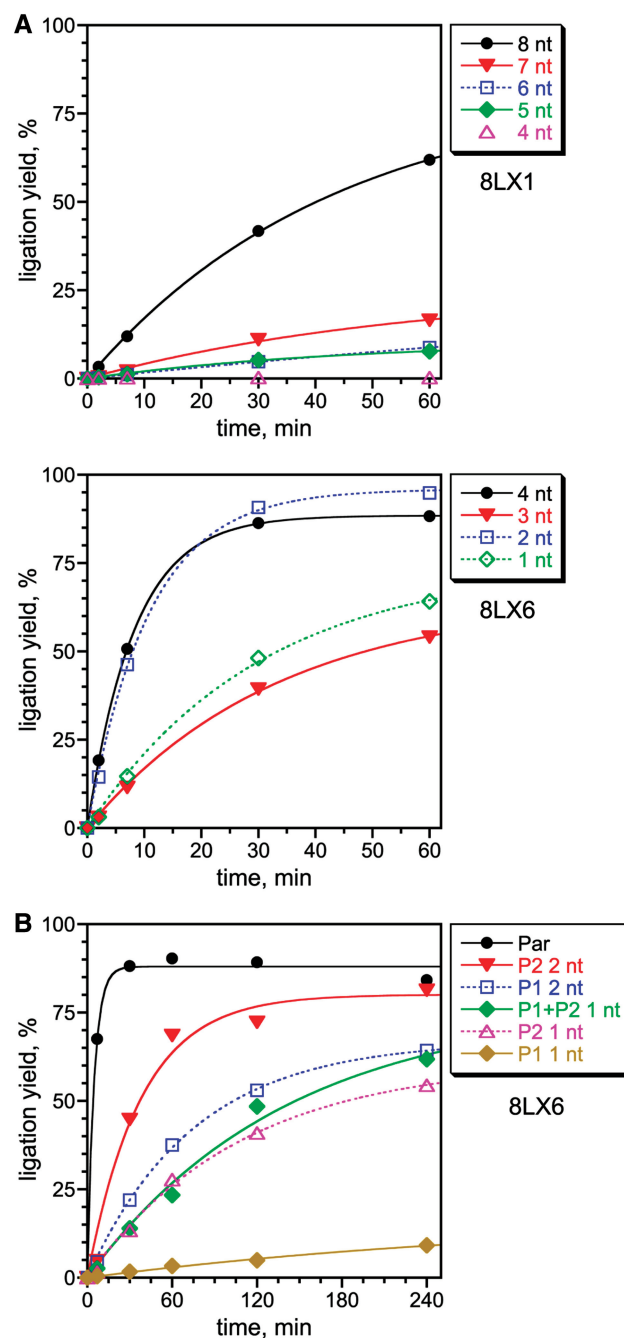 A
100
75
50
25
0
ligation yield, %
0 10 20 30 40 50 60
time, min
8 nt
7 nt
6 nt
5 nt
4 nt
8LX1
100
75
50
25
0
ligation yield, %
0 10 20 30 40 50 60
time, min
4 nt
3 nt
2 nt
1 nt
8LX6
B
100
75
50
25
0
ligation yield, %
0 60 120 180 240
time, min
Par
P2 2 nt
P1 2 nt
P1+P2 1 nt
P2 1 nt
P1 1 nt
8LX6